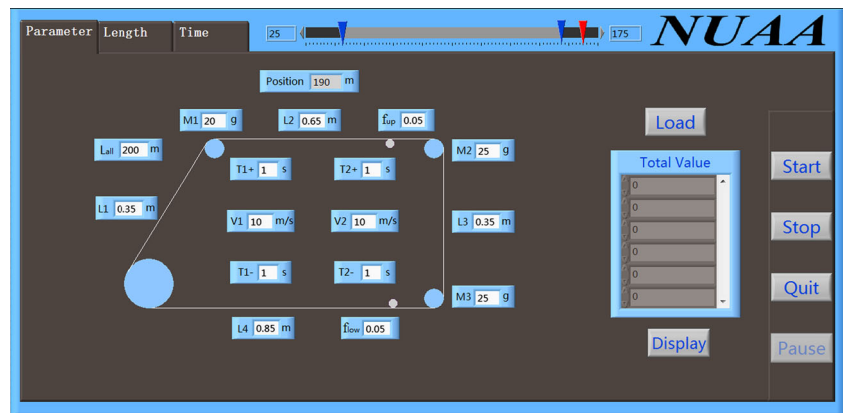 Parameter Length Time 25 175 NUAA
Position 190 m
M1 20 g L2 0.65 m fup 0.05
Load
Lall 200 m M2 25 g
T1+ 1 s T2+ 1 s Total Value Start
0
L1 0.35 m 0
V1 10 m/s V2 10 m/s L3 0.35 m Stop
0
0
T1- 1 s T2- 1 s 0
M3 25 g 0 Quit
L4 0.85 m flow 0.05
Display Pause